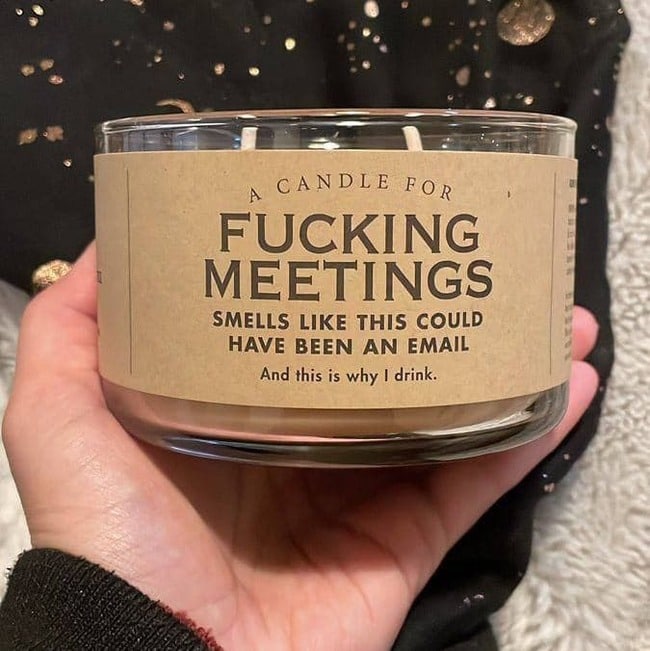 A CANDLE FOR
FUCKING
MEETINGS
SMELLS LIKE THIS COULD
HAVE BEEN AN EMAIL
And this is why I drink.